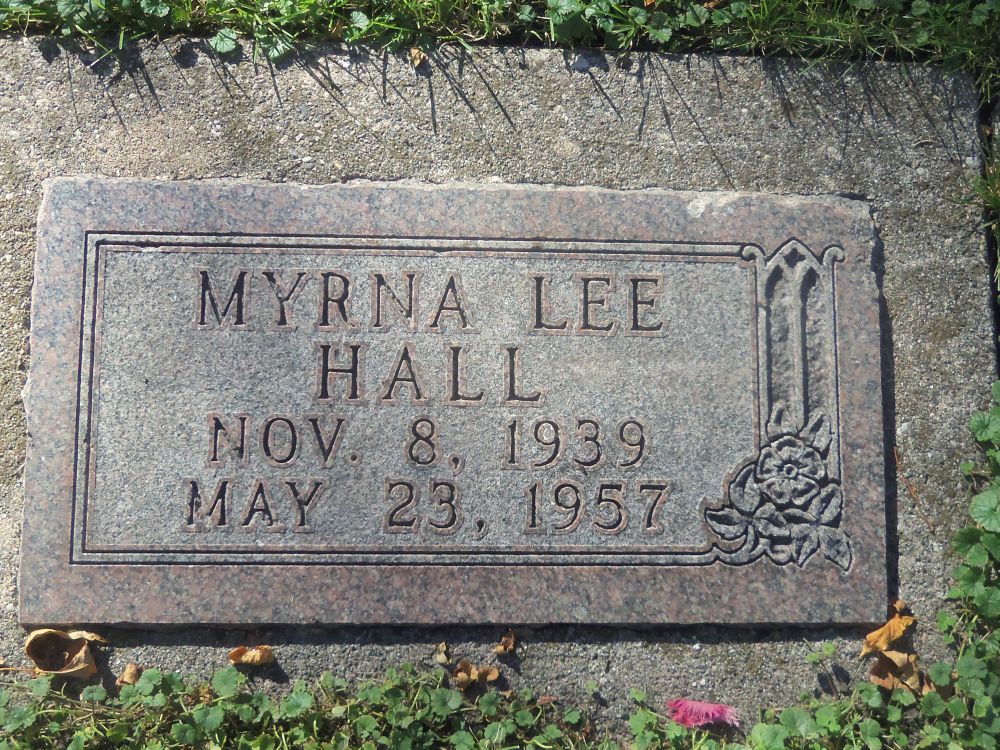 MYRNA LEE
HALL
NOV. 8, 1939
MAY 23, 1957